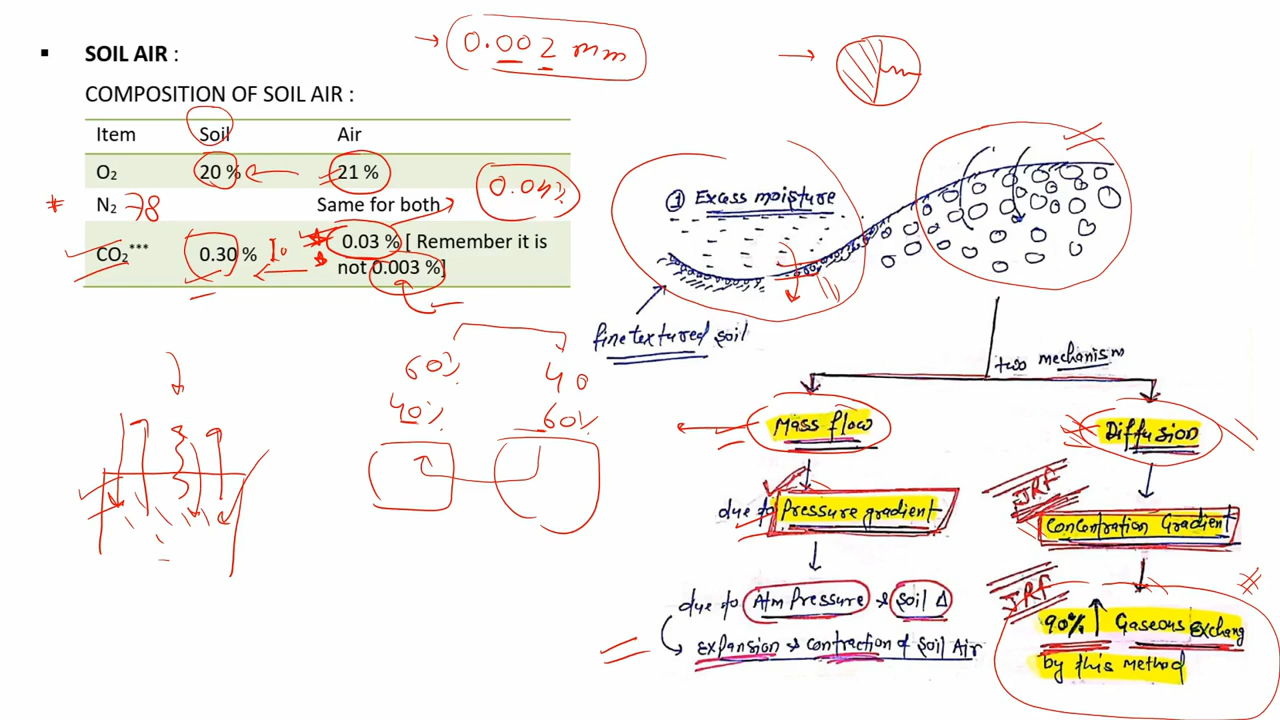 → 0.002 mm
▪ SOIL AIR :
COMPOSITION OF SOIL AIR :
Item Soil Air
O2 20 % ← 21 %
0.04%
* N2 78 Same for both
CO2*** 0.30 % 0.03 % [ Remember it is
not 0.003 %]
① Excess moisture
fine textured soil
60% 40
40% 60%
two mechanism
Mass flow
due to Pressure gradient
due to Atm Pressure & Soil Δ
→ expansion & contraction of Soil Air
Diffusion
JRF
Concentration Gradient
JRF
90% ↑ Gaseous Exchang
by this method